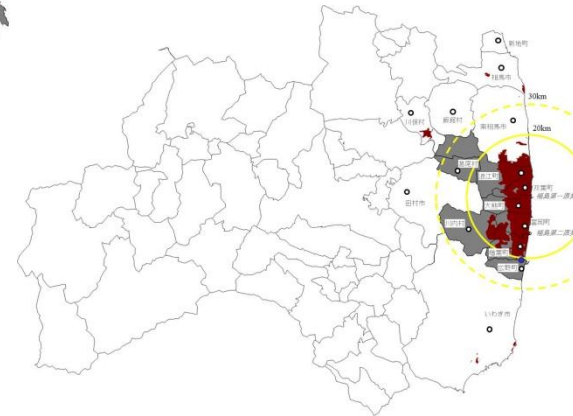 新地町
相馬市
30km
川俣村
飯舘村
南相馬市
20km
葛尾村
浪江町
双葉町
福島第一原
大熊町
田村市
川内村
富岡町
福島第二原
楢葉町
広野町
いわき市